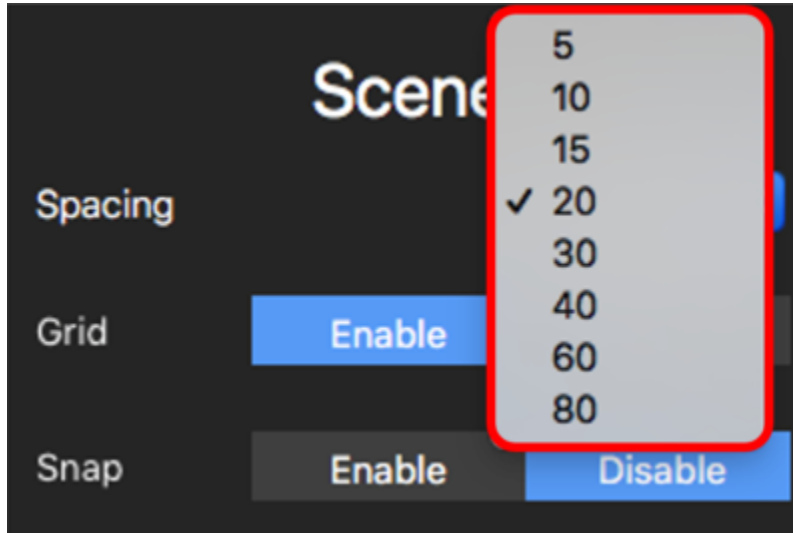 Scene
5
10
15
Spacing
✓ 20
30
Grid
Enable
40
60
80
Snap
Enable Disable